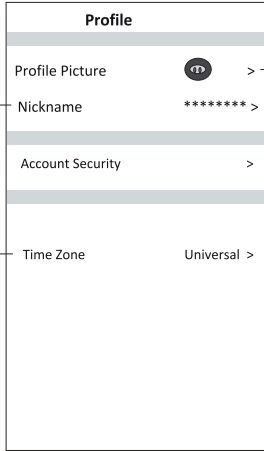 Profile
Profile Picture >
Nickname ******** >
Account Security >
Time Zone Universal >